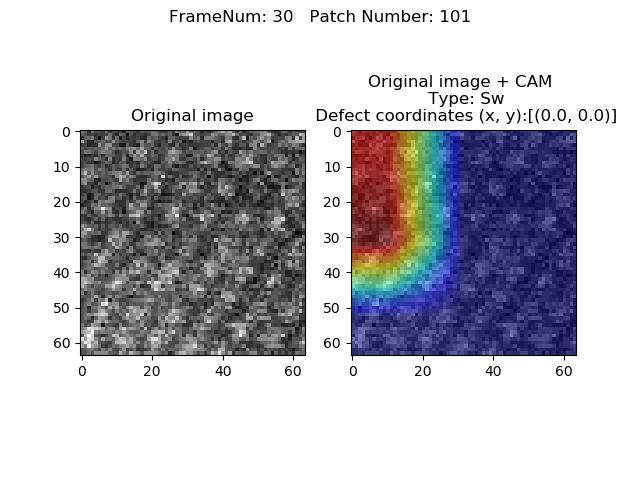 FrameNum: 30   Patch Number: 101
Original image
Original image + CAM
Type: Sw
Defect coordinates (x, y):[(0.0, 0.0)]
0
10
20
30
40
50
60
0 20 40 60
0
10
20
30
40
50
60
0 20 40 60